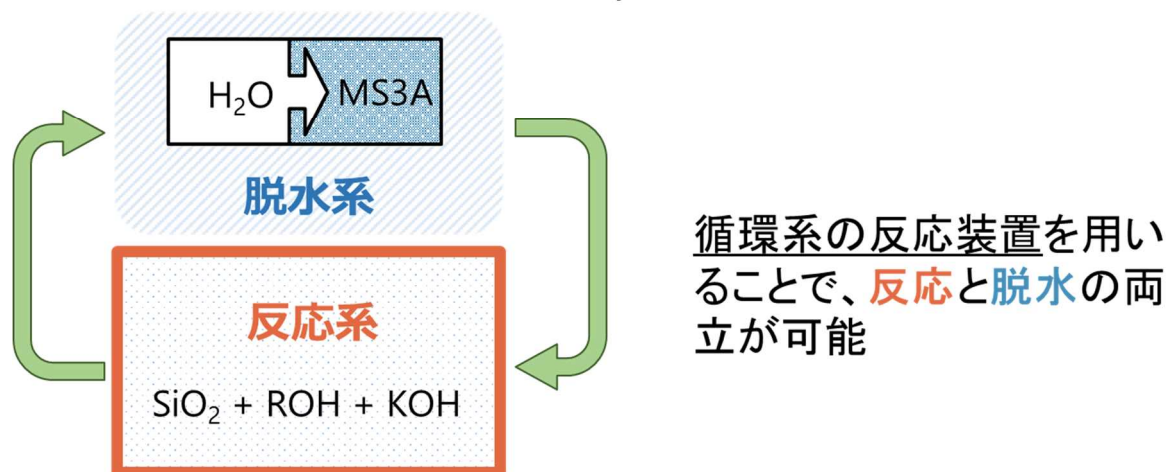 H₂O
MS3A
脱水系
反応系
SiO₂ + ROH + KOH
循環系の反応装置を用い
ることで、反応と脱水の両
立が可能